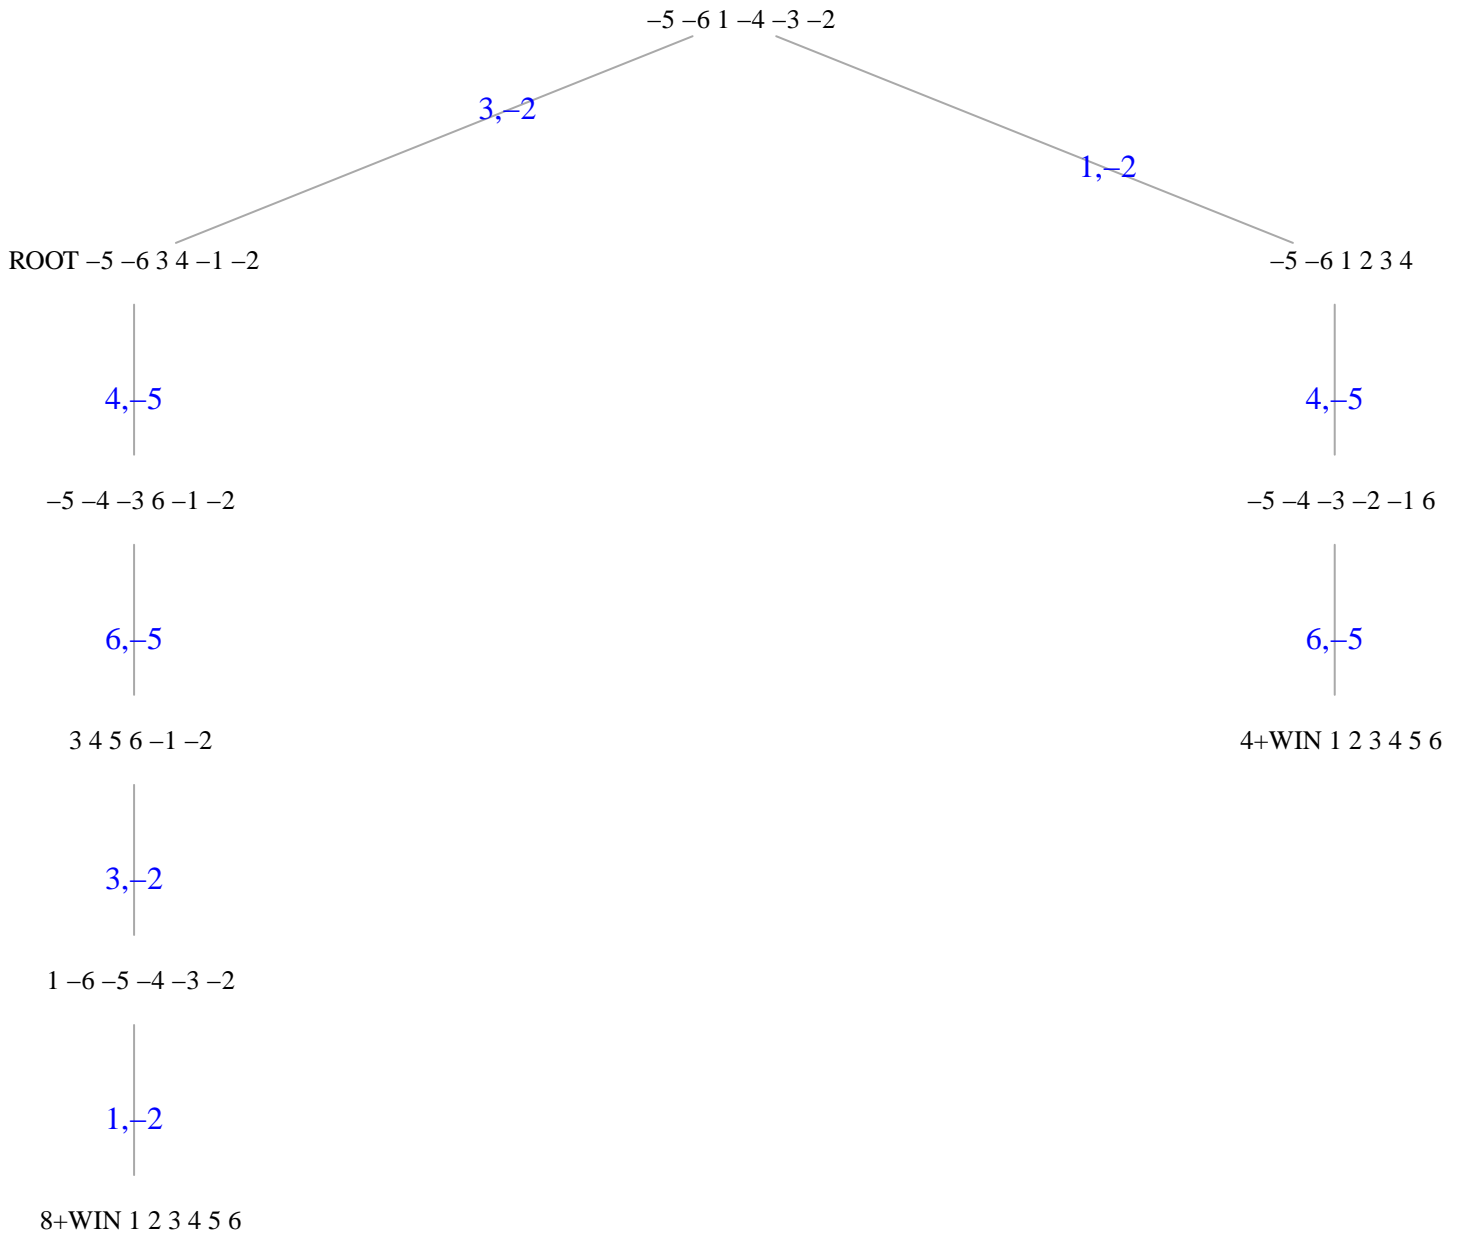 –5 –6 1 –4 –3 –2
3,–2
1,–2
ROOT –5 –6 3 4 –1 –2
–5 –6 1 2 3 4
4,–5
4,–5
–5 –4 –3 6 –1 –2
–5 –4 –3 –2 –1 6
6,–5
6,–5
3 4 5 6 –1 –2
4+WIN 1 2 3 4 5 6
3,–2
1 –6 –5 –4 –3 –2
1,–2
8+WIN 1 2 3 4 5 6